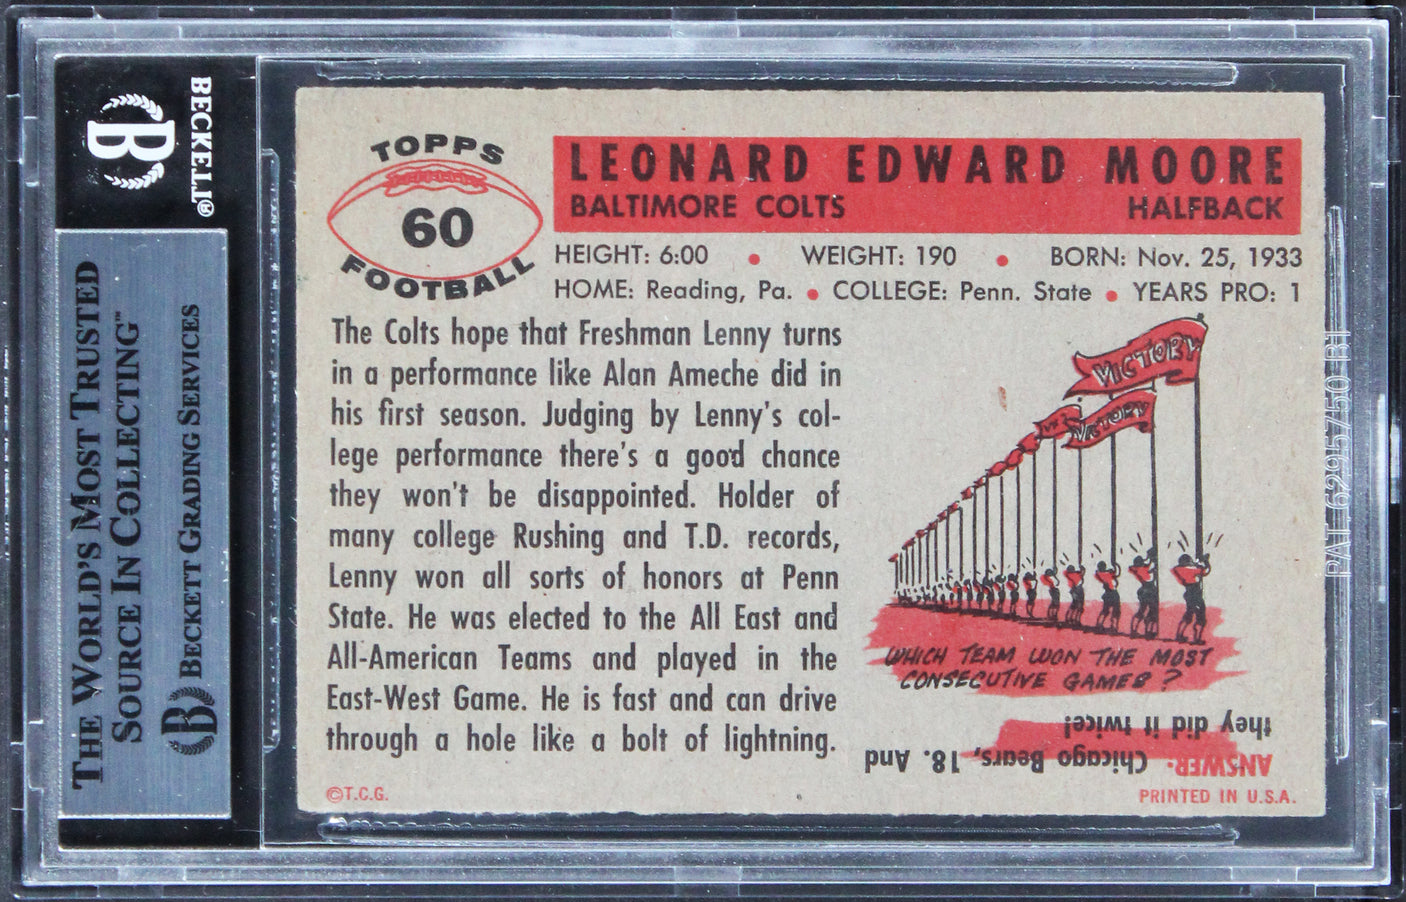 BECKETT®
B
THE WORLD'S MOST TRUSTED
SOURCE IN COLLECTING™
B BECKETT GRADING SERVICES
TOPPS
60
FOOTBALL
LEONARD EDWARD MOORE
BALTIMORE COLTS HALFBACK
HEIGHT: 6:00 • WEIGHT: 190 • BORN: Nov. 25, 1933
HOME: Reading, Pa. • COLLEGE: Penn. State • YEARS PRO: 1
The Colts hope that Freshman Lenny turns
in a performance like Alan Ameche did in
his first season. Judging by Lenny's col-
lege performance there's a good chance
they won't be disappointed. Holder of
many college Rushing and T.D. records,
Lenny won all sorts of honors at Penn
State. He was elected to the All East and
All-American Teams and played in the
East-West Game. He is fast and can drive
through a hole like a bolt of lightning.
VICTORY
VICTORY
WHICH TEAM WON THE MOST
CONSECUTIVE GAMES?
ANSWER: Chicago Bears, 18. And
they did it twice!
©T.C.G.
PRINTED IN U.S.A.
PAT. 6295750 B1